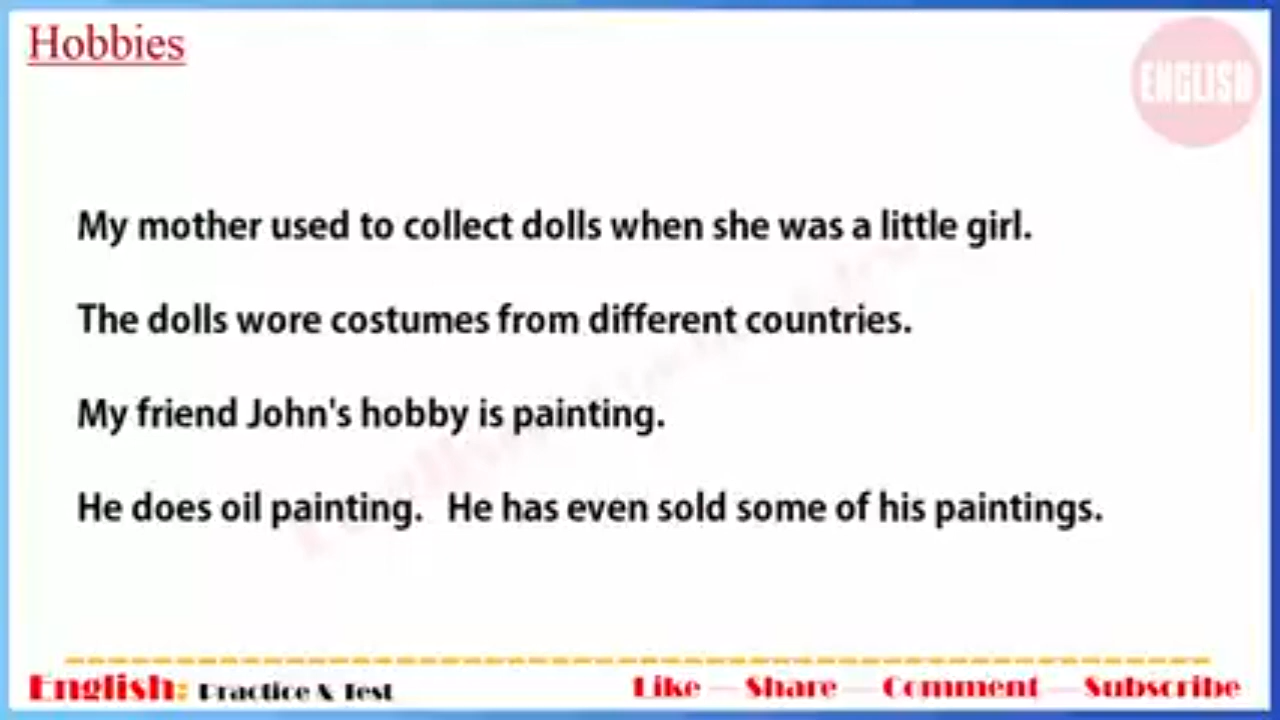 Hobbies
ENGLISH
My mother used to collect dolls when she was a little girl.
The dolls wore costumes from different countries.
My friend John's hobby is painting.
He does oil painting. He has even sold some of his paintings.
English: Practice & Test
Like — Share — Comment — Subscribe